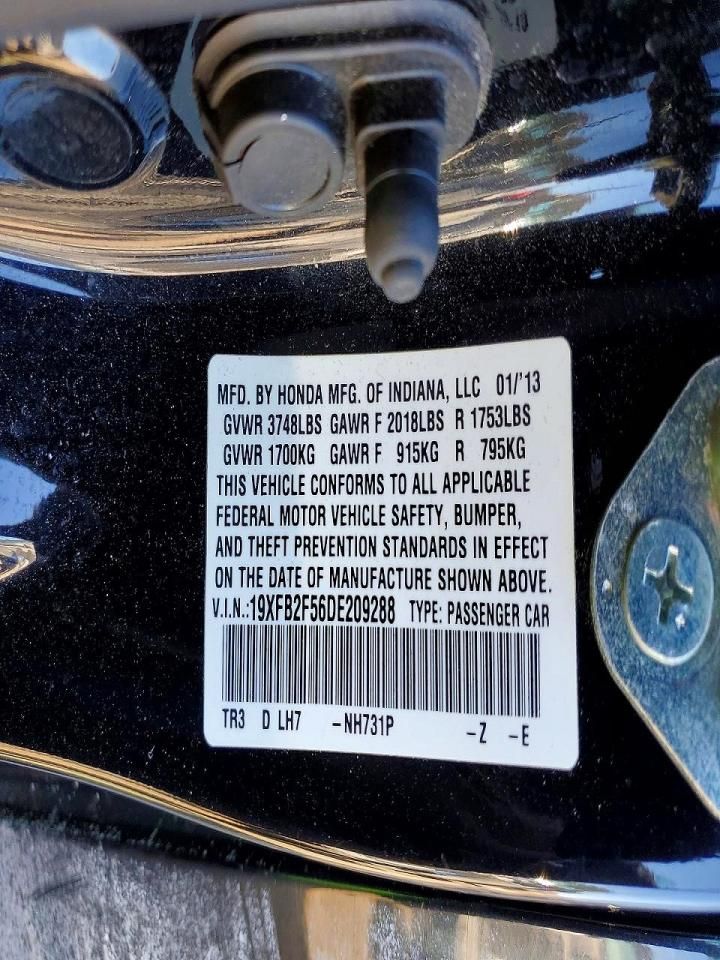 MFD. BY HONDA MFG. OF INDIANA, LLC 01/'13
GVWR 3748LBS GAWR F 2018LBS R 1753LBS
GVWR 1700KG GAWR F 915KG R 795KG
THIS VEHICLE CONFORMS TO ALL APPLICABLE
FEDERAL MOTOR VEHICLE SAFETY, BUMPER,
AND THEFT PREVENTION STANDARDS IN EFFECT
ON THE DATE OF MANUFACTURE SHOWN ABOVE.
V.I.N.:19XFB2F56DE209288 TYPE: PASSENGER CAR
TR3 D LH7 -NH731P -Z -E